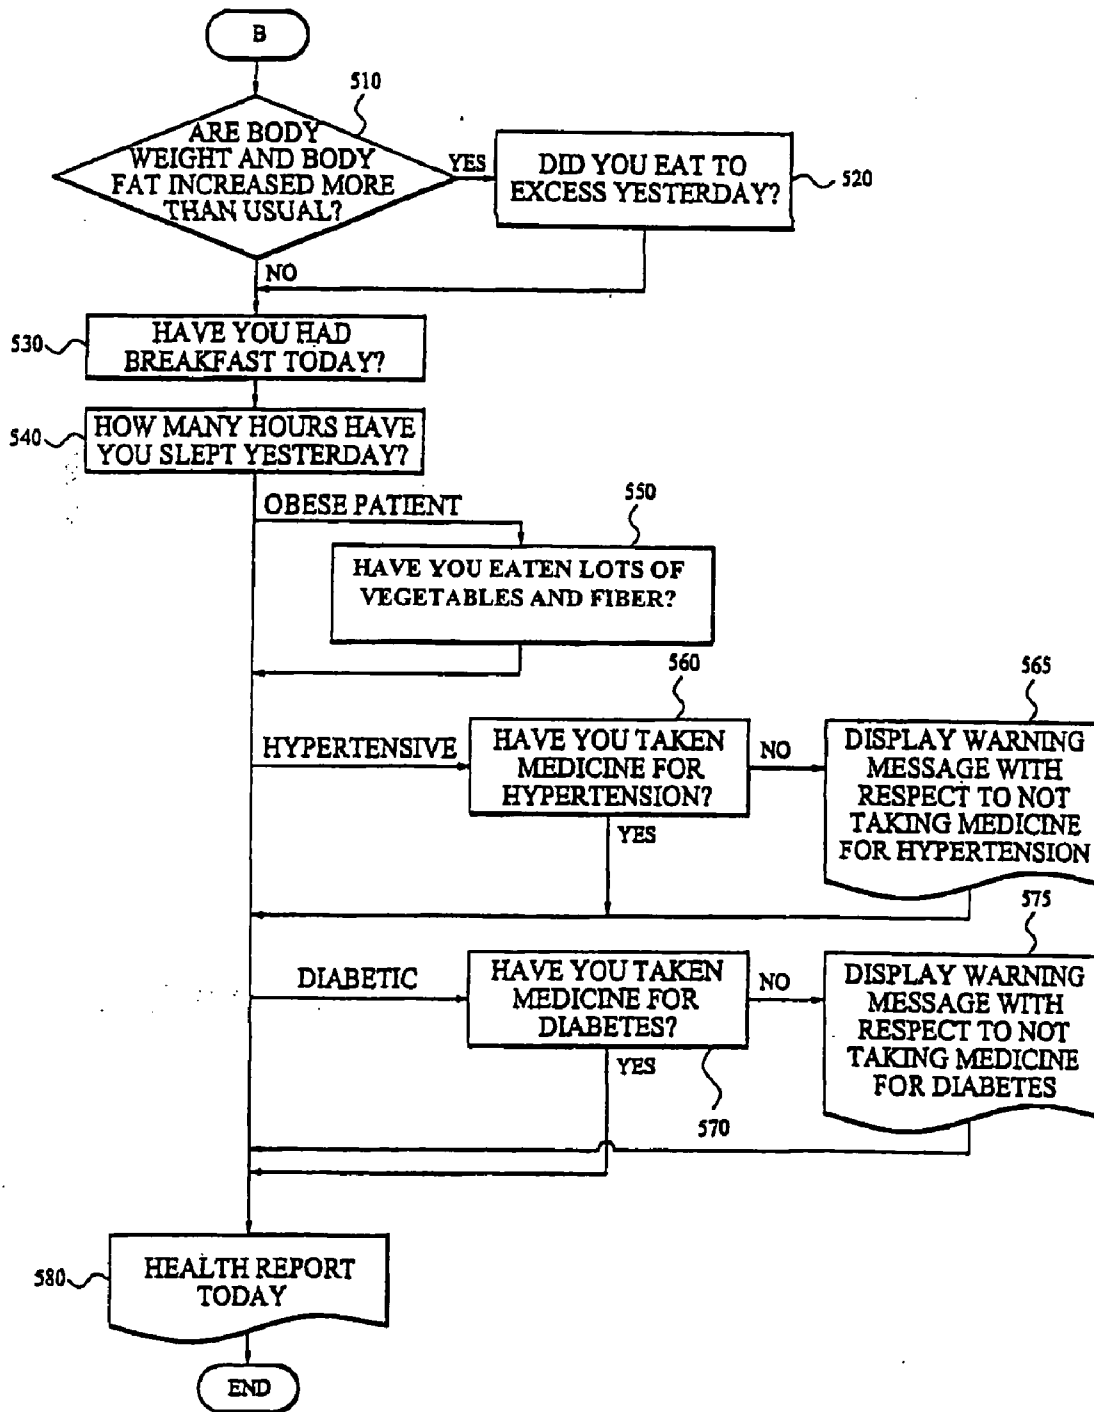 B
510
ARE BODY
WEIGHT AND BODY
FAT INCREASED MORE
THAN USUAL?
YES
DID YOU EAT TO
EXCESS YESTERDAY?
520
NO
530
HAVE YOU HAD
BREAKFAST TODAY?
540
HOW MANY HOURS HAVE
YOU SLEPT YESTERDAY?
OBESE PATIENT
550
HAVE YOU EATEN LOTS OF
VEGETABLES AND FIBER?
560
565
HYPERTENSIVE
HAVE YOU TAKEN
MEDICINE FOR
HYPERTENSION?
NO
YES
DISPLAY WARNING
MESSAGE WITH
RESPECT TO NOT
TAKING MEDICINE
FOR HYPERTENSION
575
DIABETIC
HAVE YOU TAKEN
MEDICINE FOR
DIABETES?
NO
YES
570
DISPLAY WARNING
MESSAGE WITH
RESPECT TO NOT
TAKING MEDICINE
FOR DIABETES
580
HEALTH REPORT
TODAY
END